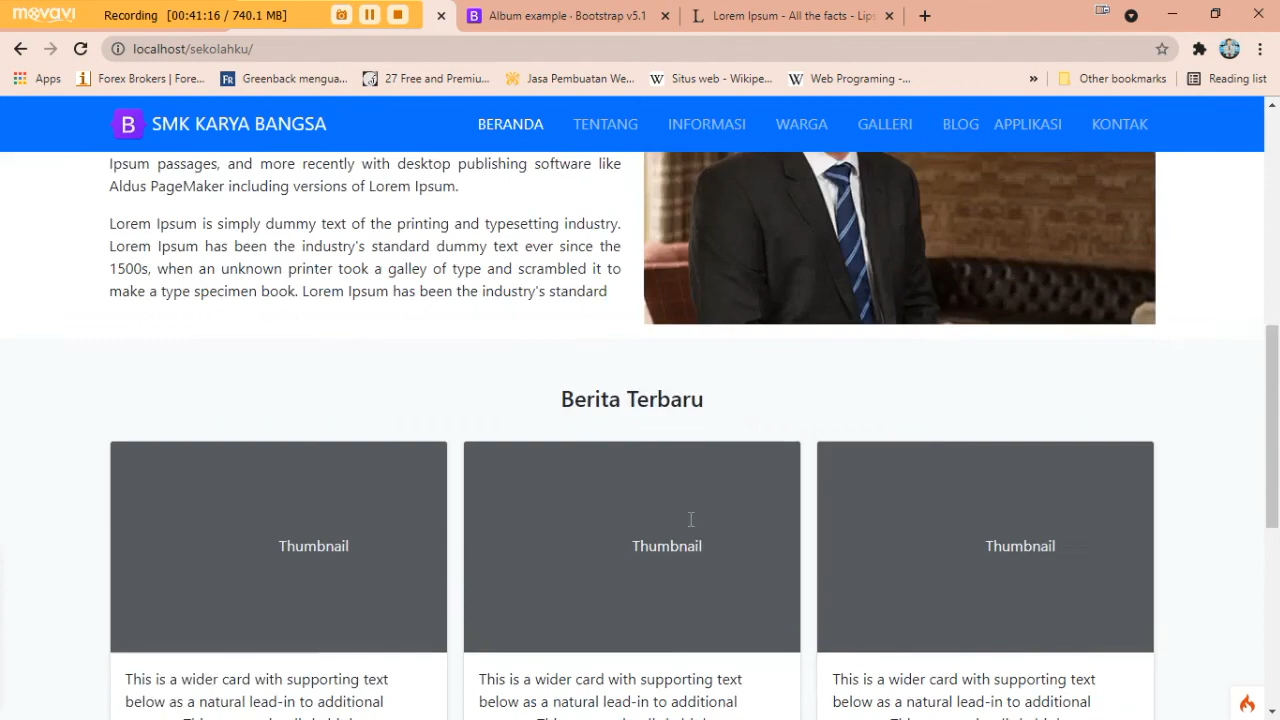 movavi Recording [00:41:16 / 740.1 MB]
Album example · Bootstrap v5.1
Lorem Ipsum - All the facts - Lips
localhost/sekolahku/
Apps
Forex Brokers | Fore...
Greenback mengua...
27 Free and Premiu...
Jasa Pembuatan We...
Situs web - Wikipe...
Web Programing -...
»
Other bookmarks
Reading list
B SMK KARYA BANGSA
BERANDA TENTANG INFORMASI WARGA GALLERI BLOG APPLIKASI KONTAK
Ipsum passages, and more recently with desktop publishing software like
Aldus PageMaker including versions of Lorem Ipsum.
Lorem Ipsum is simply dummy text of the printing and typesetting industry.
Lorem Ipsum has been the industry's standard dummy text ever since the
1500s, when an unknown printer took a galley of type and scrambled it to
make a type specimen book. Lorem Ipsum has been the industry's standard
Berita Terbaru
Thumbnail
Thumbnail
Thumbnail
This is a wider card with supporting text
below as a natural lead-in to additional
This is a wider card with supporting text
below as a natural lead-in to additional
This is a wider card with supporting text
below as a natural lead-in to additional